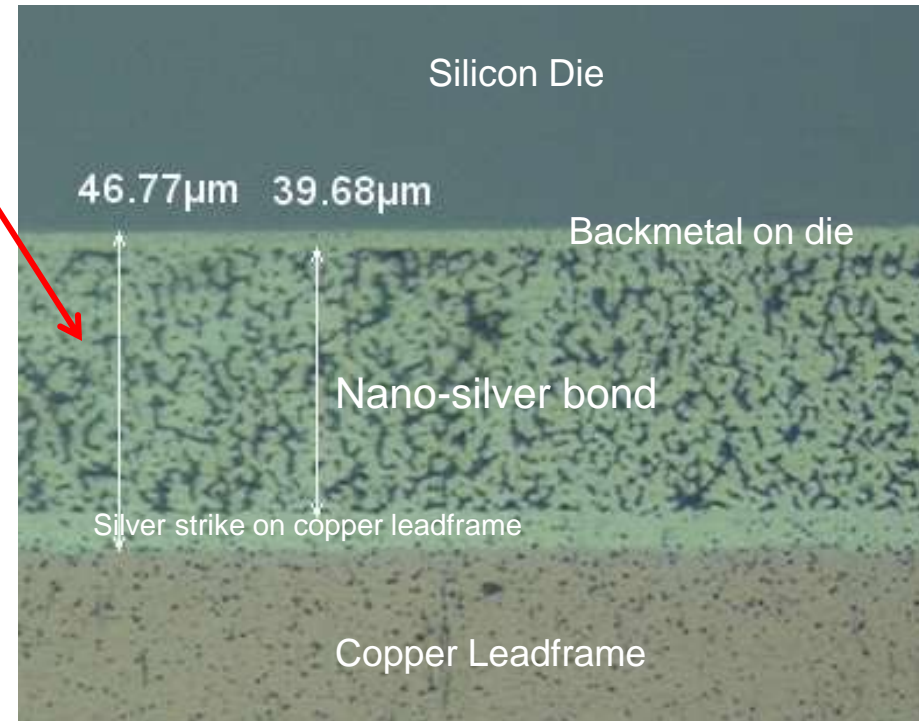 Silicon Die
46.77µm 39.68µm
Backmetal on die
Nano-silver bond
Silver strike on copper leadframe
Copper Leadframe